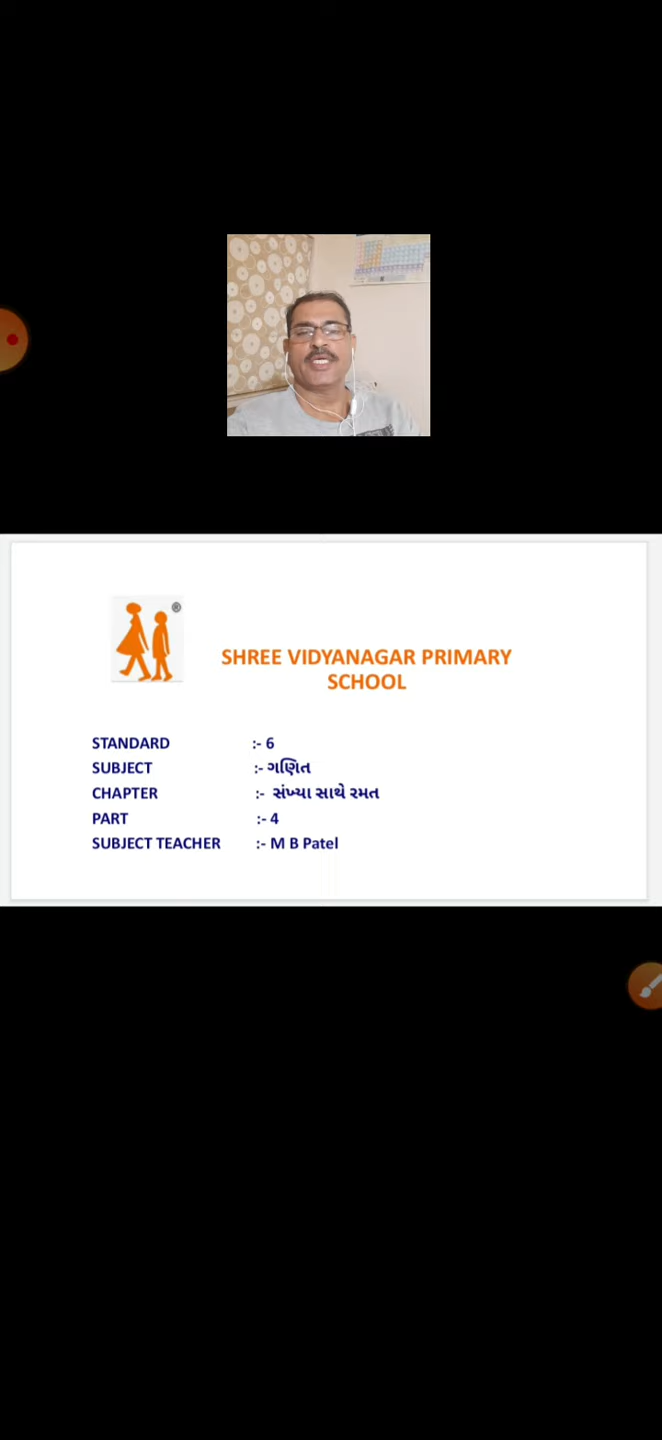 ®
SHREE VIDYANAGAR PRIMARY
SCHOOL
STANDARD :- 6
SUBJECT :- ગણિત
CHAPTER :- સંખ્યા સાથે રમત
PART :- 4
SUBJECT TEACHER :- M B Patel